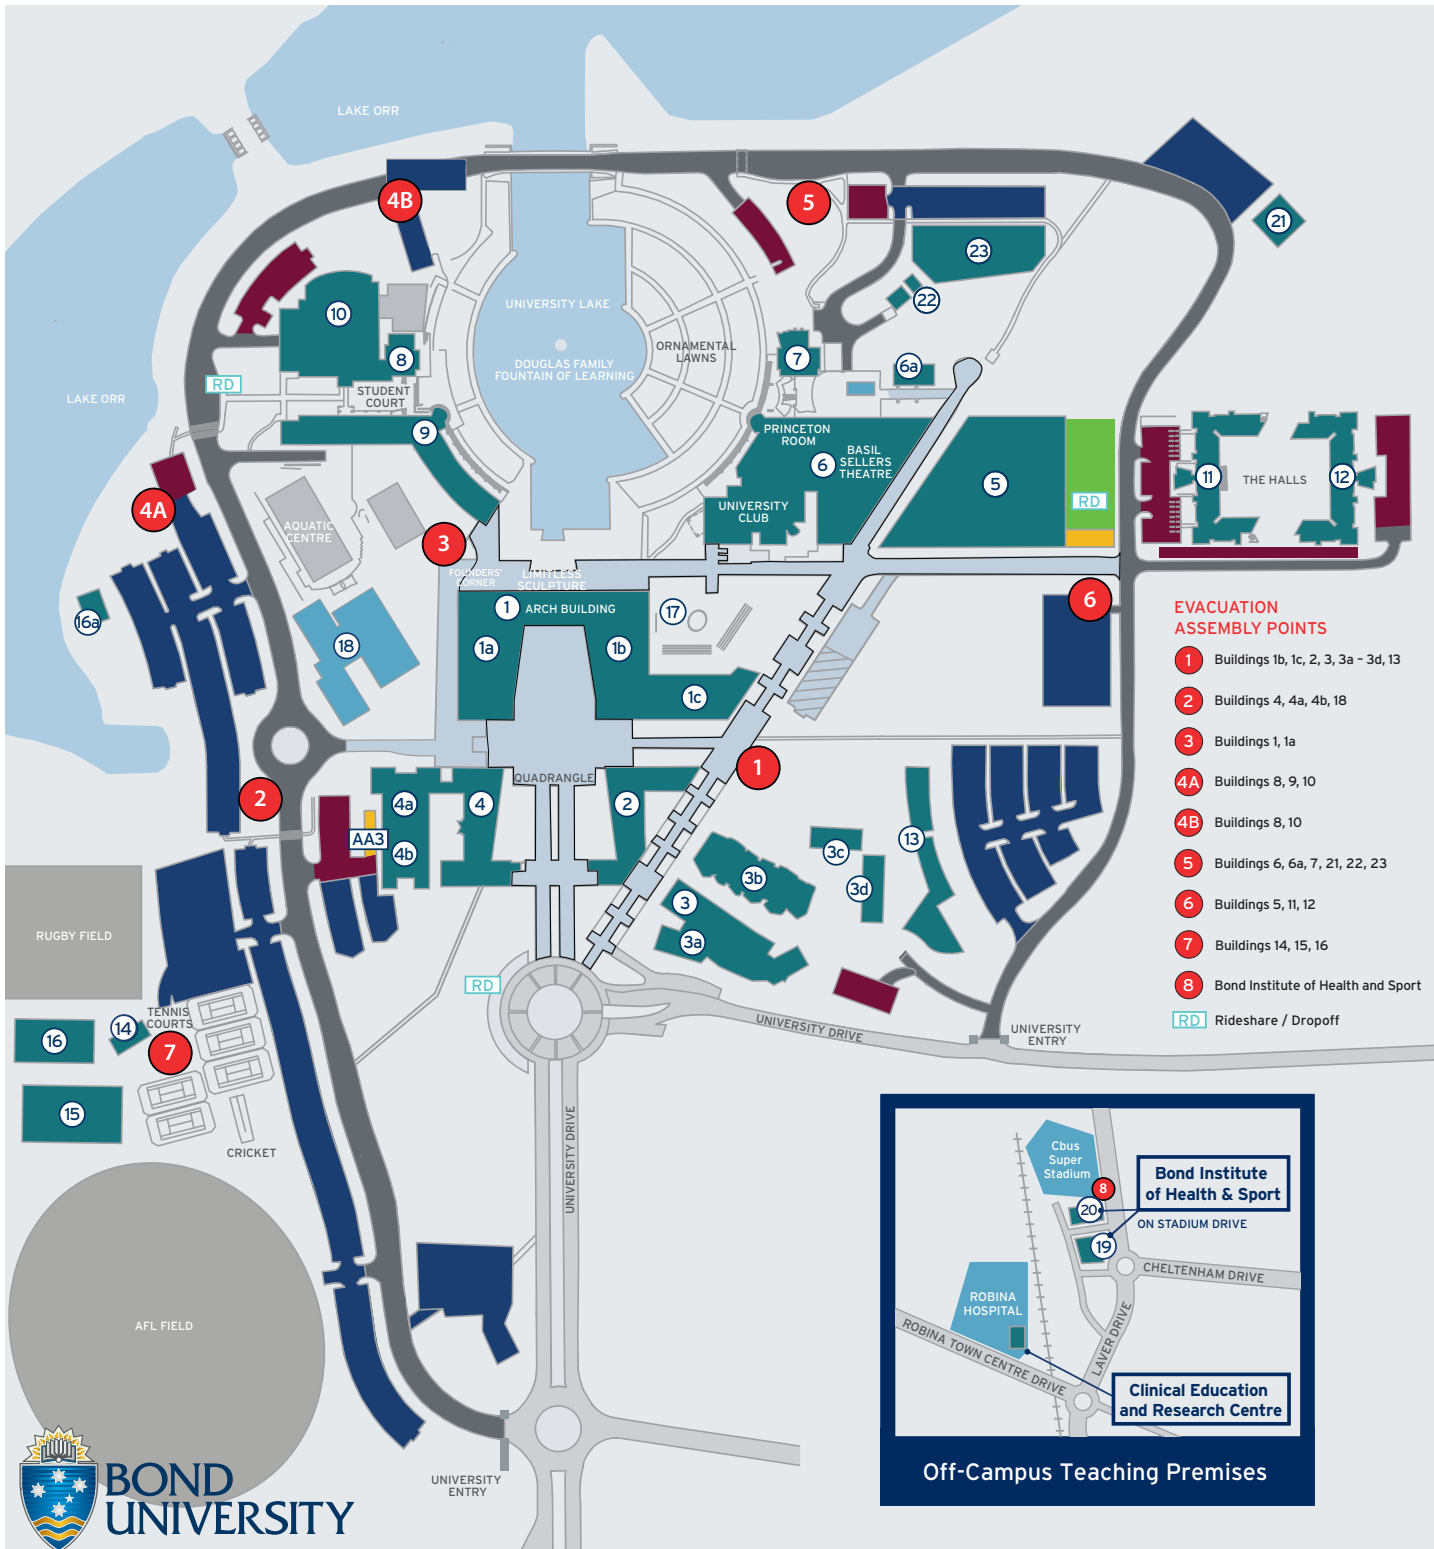 LAKE ORR
4B
5
21
23
22
10
UNIVERSITY LAKE
ORNAMENTAL
LAWNS
7
8
6a
DOUGLAS FAMILY
FOUNTAIN OF LEARNING
RD
LAKE ORR
STUDENT
COURT
9
PRINCETON
ROOM
BASIL
SELLERS
THEATRE
6
UNIVERSITY
CLUB
5
RD
11
THE HALLS
12
4A
AQUATIC
CENTRE
3
FOUNDERS'
CORNER
LIMITLESS
SCULPTURE
1
ARCH BUILDING
17
6
16a
18
1a
1b
1c
EVACUATION
ASSEMBLY POINTS
1 Buildings 1b, 1c, 2, 3, 3a – 3d, 13
2 Buildings 4, 4a, 4b, 18
3 Buildings 1, 1a
4A Buildings 8, 9, 10
4B Buildings 8, 10
5 Buildings 6, 6a, 7, 21, 22, 23
6 Buildings 5, 11, 12
7 Buildings 14, 15, 16
8 Bond Institute of Health and Sport
RD Rideshare / Dropoff
QUADRANGLE
1
2
4a
4
2
AA3
4b
3c
13
3b
3d
3
3a
RUGBY FIELD
RD
TENNIS
COURTS
14
16
7
15
CRICKET
UNIVERSITY DRIVE
UNIVERSITY
ENTRY
UNIVERSITY DRIVE
AFL FIELD
UNIVERSITY
ENTRY
BOND
UNIVERSITY
Cbus
Super
Stadium
8
Bond Institute
of Health & Sport
20
ON STADIUM DRIVE
19
CHELTENHAM DRIVE
ROBINA
HOSPITAL
LAVER DRIVE
ROBINA TOWN CENTRE DRIVE
Clinical Education
and Research Centre
Off-Campus Teaching Premises